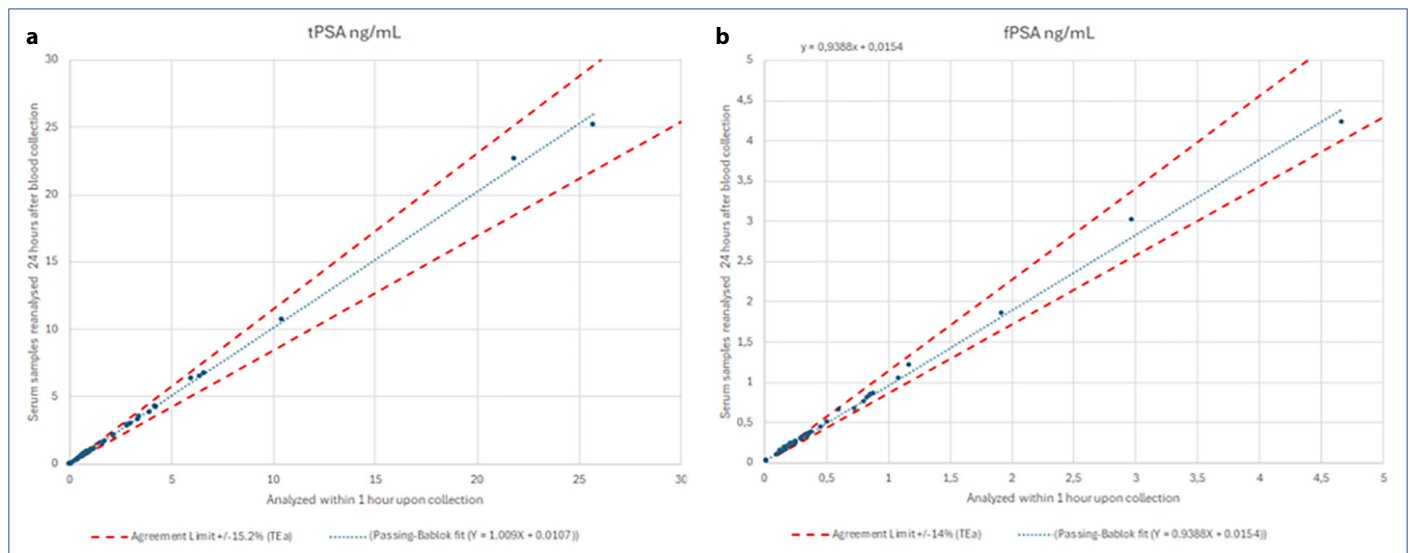 a
tPSA ng/mL
30
25
20
15
10
5
0
Serum samples reanalysed 24 hours after blood collection
0 5 10 15 20 25 30
Analyzed within 1 hour upon collection
Agreement Limit +/-15.2% (TEa) (Passing-Bablok fit (Y = 1.009X + 0.0107))
b
fPSA ng/mL
y = 0,9388x + 0,0154
5
4,5
4
3,5
3
2,5
2
1,5
1
0,5
0
Serum samples reanalysed 24 hours after blood collection
0 0,5 1 1,5 2 2,5 3 3,5 4 4,5 5
Analyzed within 1 hour upon collection
Agreement Limit +/-14% (TEa) (Passing-Bablok fit (Y = 0.9388X + 0.0154))